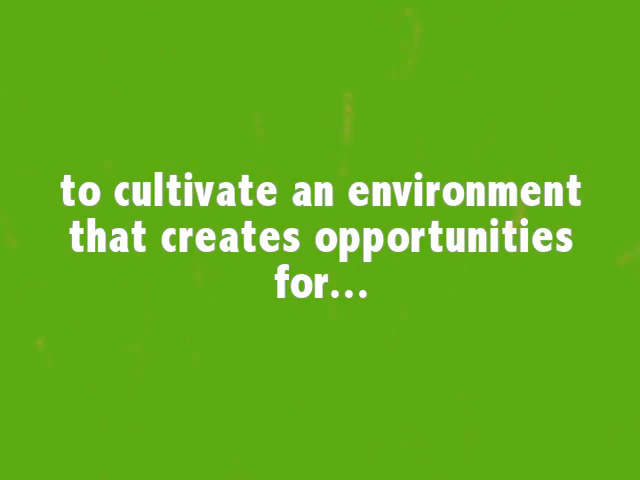 to cultivate an environment
that creates opportunities
for...